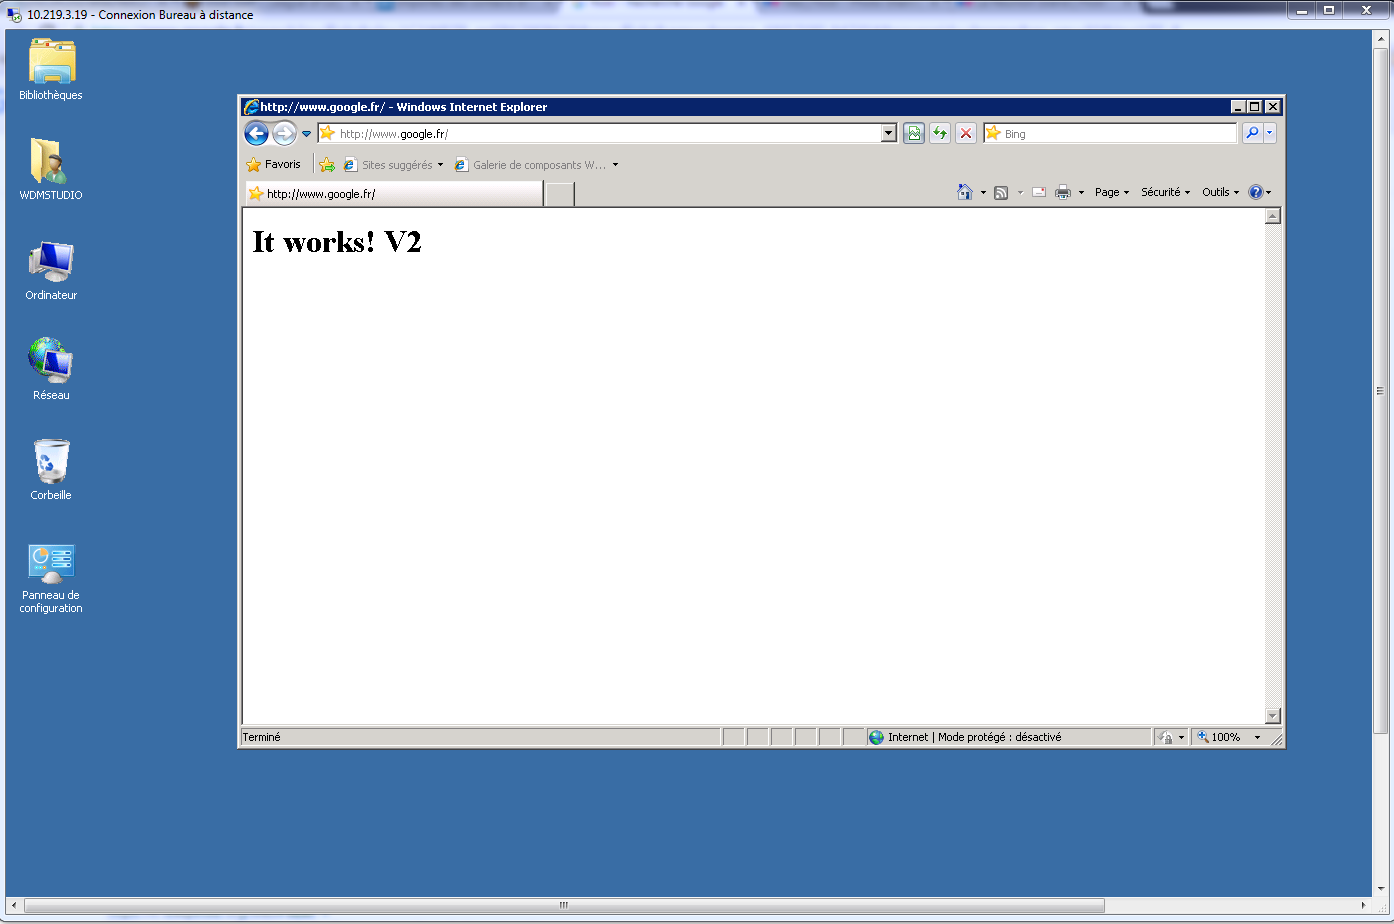 10.219.3.19 - Connexion Bureau à distance
Bibliothèques
WDMSTUDIO
Ordinateur
Réseau
Corbeille
Panneau de
configuration
http://www.google.fr/ - Windows Internet Explorer
http://www.google.fr/
Bing
Favoris
Sites suggérés
Galerie de composants W...
http://www.google.fr/
Page
Sécurité
Outils
It works! V2
Terminé
Internet | Mode protégé : désactivé
100%